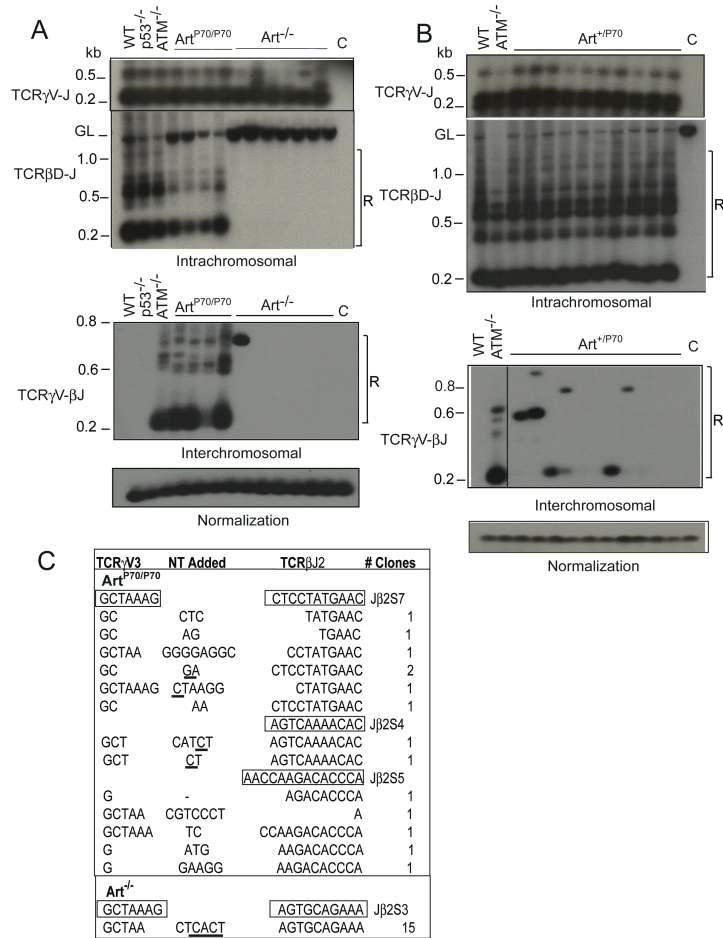 A
WT
p53-/-
ATM-/-
ArtP70/P70
Art-/-
C
kb
0.5
TCRγV-J
0.2
GL
1.0
TCRβD-J
0.5
R
0.2
Intrachromosomal
WT
p53-/-
ATM-/-
ArtP70/P70
Art-/-
C
0.8
0.6
R
TCRγV-βJ
0.2
Interchromosomal
Normalization
B
WT
ATM-/-
Art+/P70
C
kb
0.5
TCRγV-J
0.2
GL
1.0
TCRβD-J
R
0.5
0.2
Intrachromosomal
WT
ATM-/-
Art+/P70
C
0.8
0.6
R
TCRγV-βJ
0.2
Interchromosomal
Normalization
C
TCRγV3 NT Added TCRβJ2 # Clones
ArtP70/P70
GCTAAAG CTCCTATGAAC Jβ2S7
GC CTC TATGAAC 1
GC AG TGAAC 1
GCTAA GGGGAGGC CCTATGAAC 1
GC GA CTCCTATGAAC 2
GCTAAAG CTAAGG CTATGAAC 1
GC AA CTCCTATGAAC 1
AGTCAAAACAC Jβ2S4
GCT CATCT AGTCAAAACAC 1
GCT CT AGTCAAAACAC 1
AACCAAGACACCCA Jβ2S5
G - AGACACCCA 1
GCTAA CGTCCCT A 1
GCTAAA TC CCAAGACACCCA 1
G ATG AAGACACCCA 1
G GAAGG AAGACACCCA 1
Art-/-
GCTAAAG AGTGCAGAAA Jβ2S3
GCTAA CTCACT AGTGCAGAAA 15